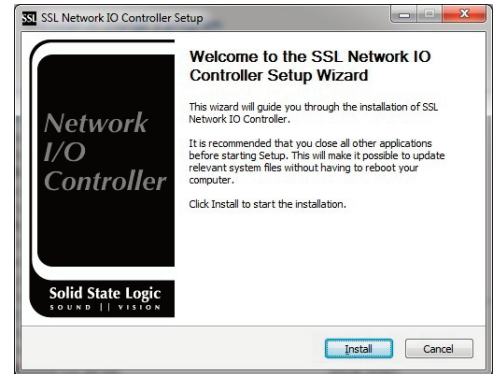 SSL SSL Network IO Controller Setup
X
Network
I/O
Controller
Solid State Logic
SOUND || VISION
Welcome to the SSL Network IO
Controller Setup Wizard
This wizard will guide you through the installation of SSL
Network IO Controller.
It is recommended that you close all other applications
before starting Setup. This will make it possible to update
relevant system files without having to reboot your
computer.
Click Install to start the installation.
Install
Cancel